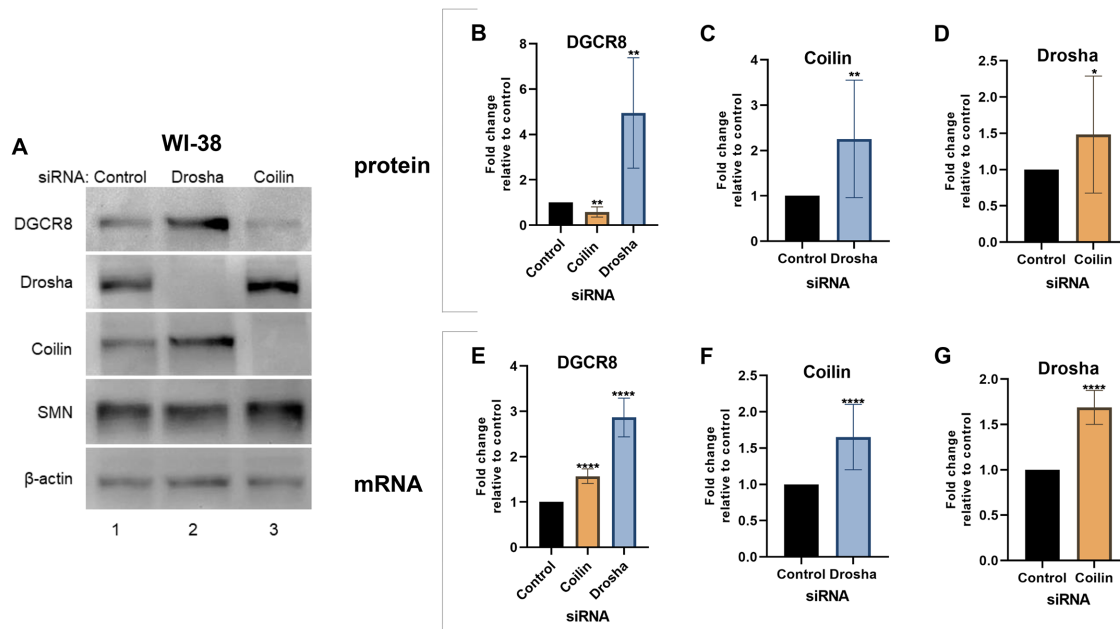 A
WI-38
siRNA: Control Drosha Coilin
DGCR8
Drosha
Coilin
SMN
β-actin
1 2 3
protein
B
DGCR8
Fold change
relative to control
8
6
4
2
0
**
**
Control
Coilin
Drosha
siRNA
C
Coilin
Fold change
relative to control
4
3
2
1
0
**
Control Drosha
siRNA
D
Drosha
Fold change
relative to control
2.5
2.0
1.5
1.0
0.5
0.0
*
Control Coilin
siRNA
mRNA
E
DGCR8
Fold change
relative to control
4
3
2
1
0
****
****
Control
Coilin
Drosha
siRNA
F
Coilin
Fold change
relative to control
2.5
2.0
1.5
1.0
0.5
0.0
****
Control Drosha
siRNA
G
Drosha
Fold change
relative to control
2.0
1.5
1.0
0.5
0.0
****
Control Coilin
siRNA